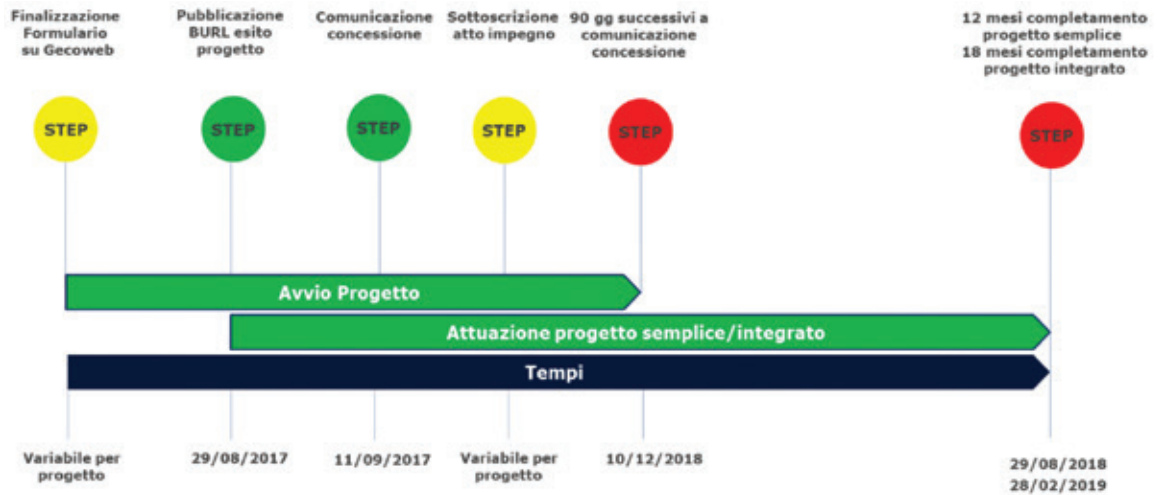 Finalizzazione
Formulario
su Gecoweb
Pubblicazione
BURL esito
progetto
Comunicazione
concessione
Sottoscrizione
atto impegno
90 gg successivi a
comunicazione
concessione
12 mesi completamento
progetto semplice
18 mesi completamento
progetto integrato
STEP
STEP
STEP
STEP
STEP
STEP
Avvio Progetto
Attuazione progetto semplice/integrato
Tempi
Variabile per
progetto
29/08/2017
11/09/2017
Variabile per
progetto
10/12/2018
29/08/2018
28/02/2019